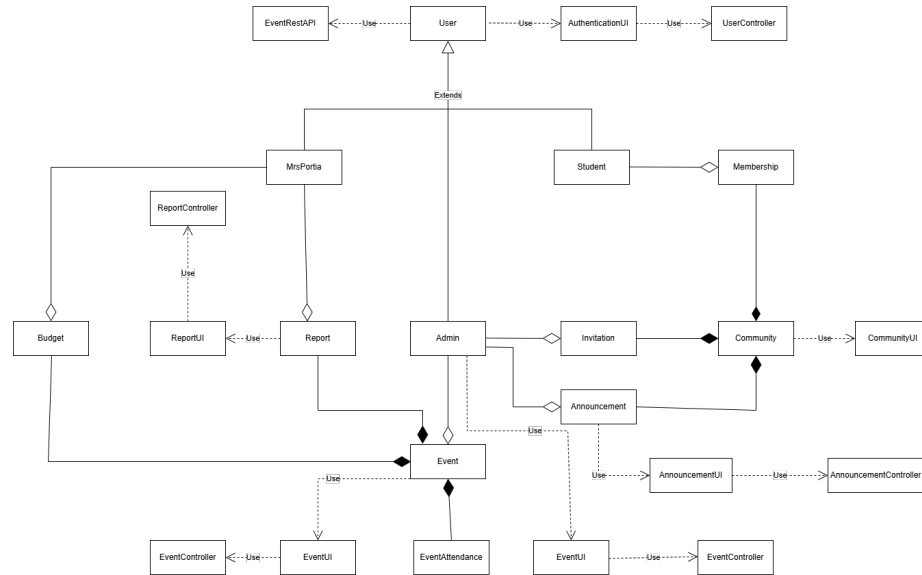 EventRestAPI
Use
User
Use
AuthenticationUI
Use
UserController
Extends
MrsPortia
Student
Membership
ReportController
Use
Budget
ReportUI
Use
Report
Admin
Invitation
Community
Use
CommunityUI
Announcement
Use
Event
Use
Use
AnnouncementUI
Use
AnnouncementController
EventController
Use
EventUI
EventAttendance
EventUI
Use
EventController